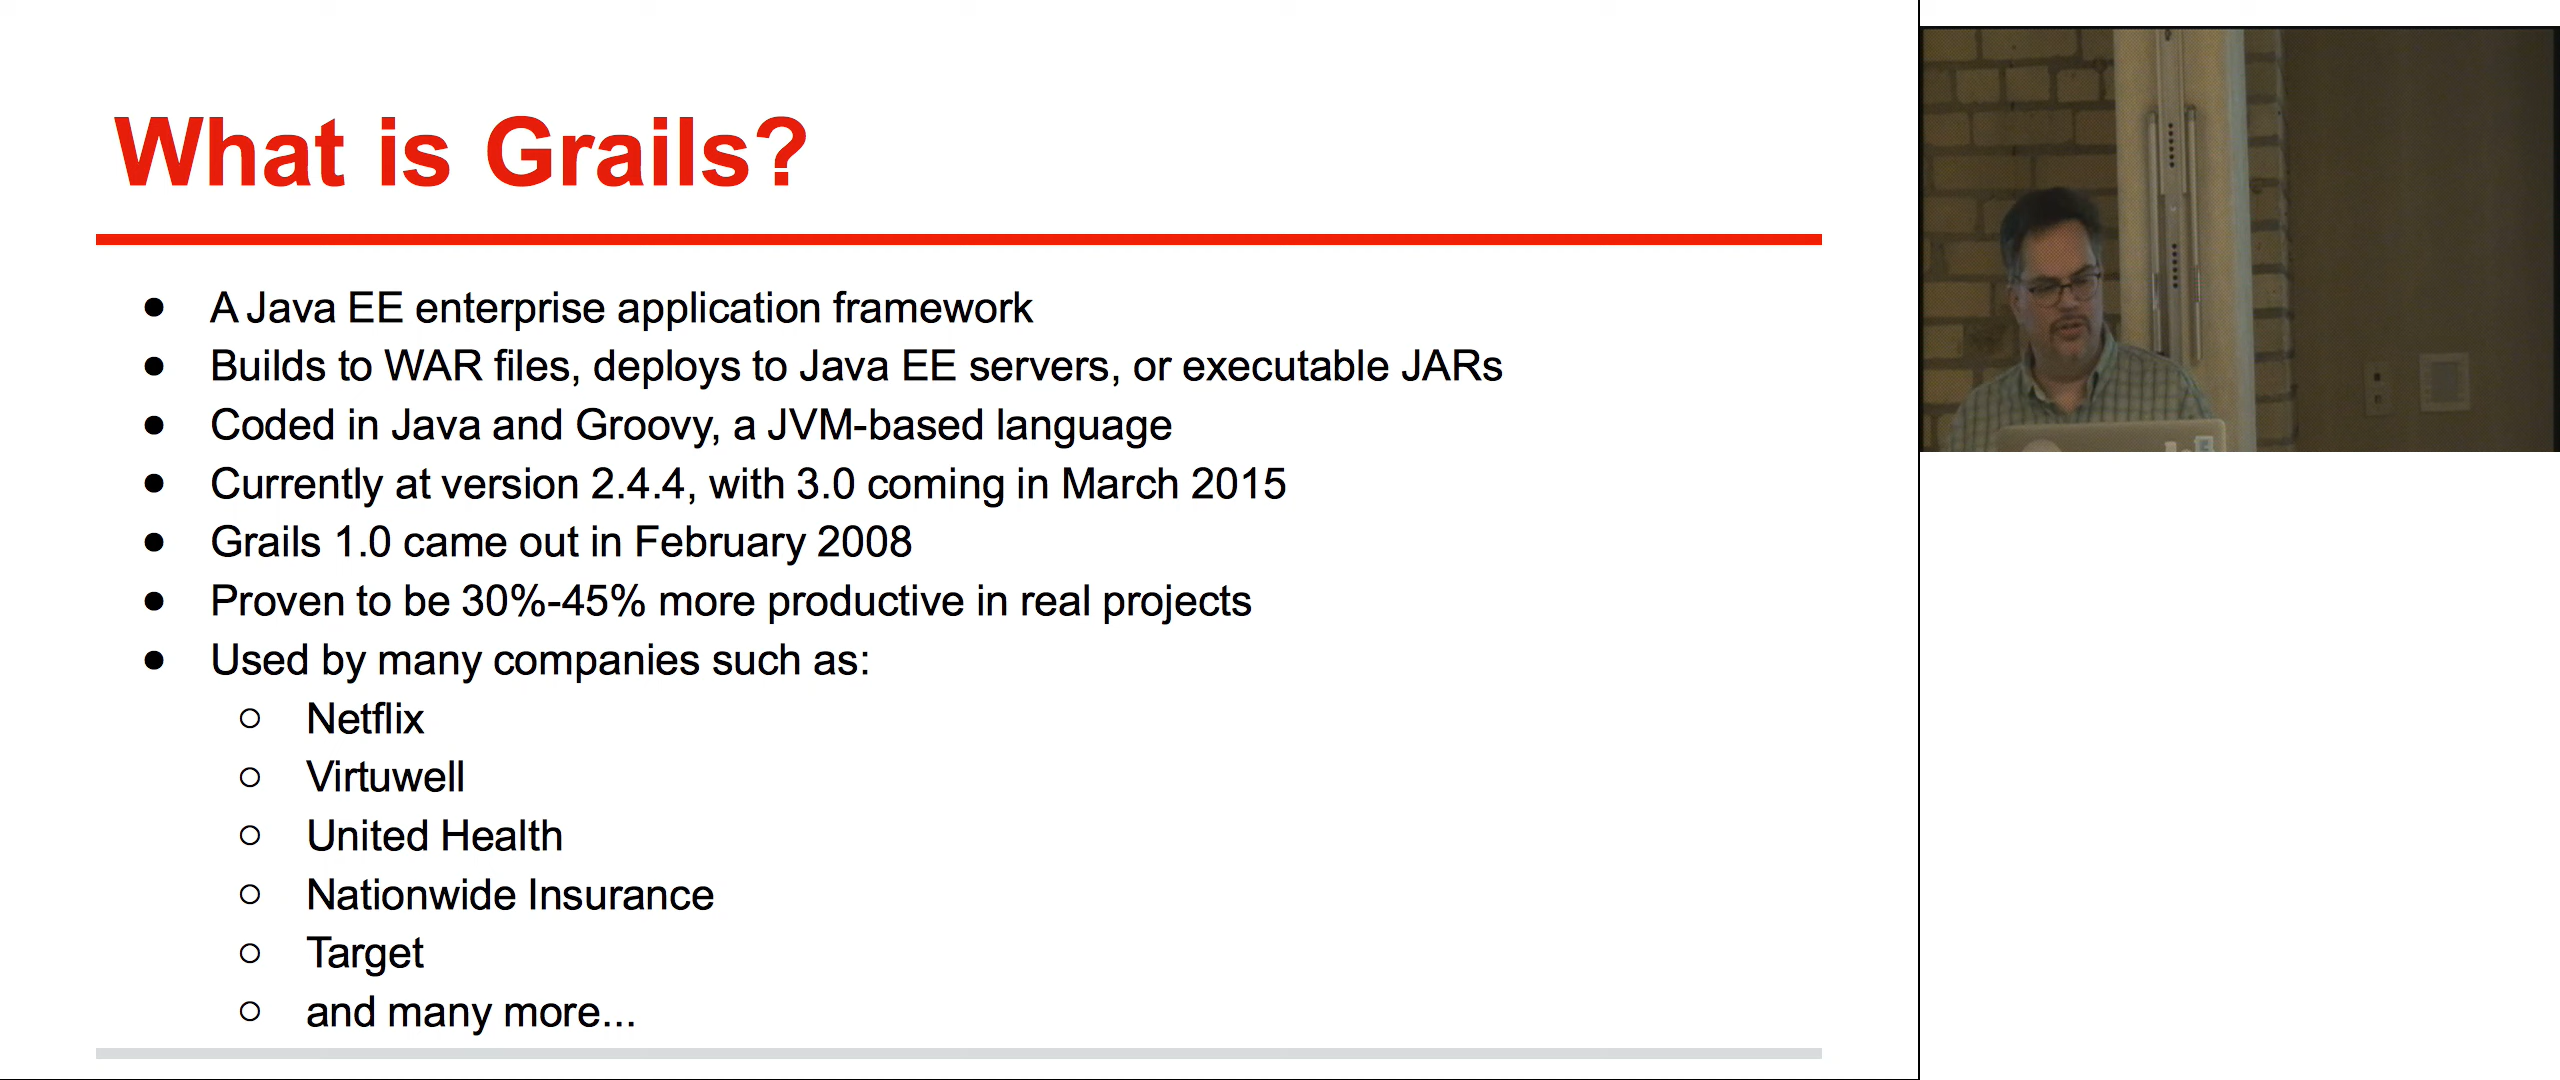 What is Grails?
● A Java EE enterprise application framework
● Builds to WAR files, deploys to Java EE servers, or executable JARs
● Coded in Java and Groovy, a JVM-based language
● Currently at version 2.4.4, with 3.0 coming in March 2015
● Grails 1.0 came out in February 2008
● Proven to be 30%-45% more productive in real projects
● Used by many companies such as:
○ Netflix
○ Virtuwell
○ United Health
○ Nationwide Insurance
○ Target
○ and many more...